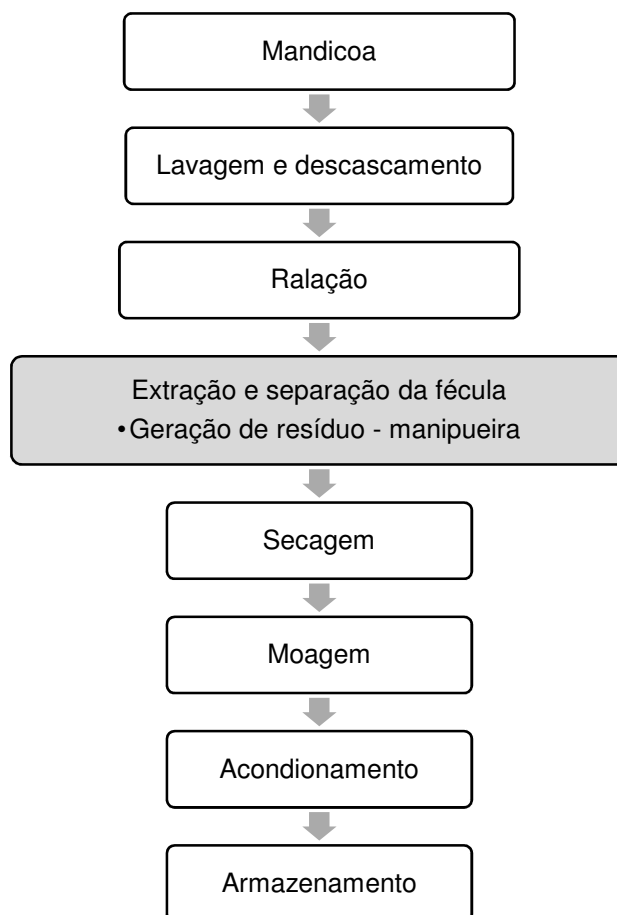 Mandicoa
Lavagem e descascamento
Ralação
Extração e separação da fécula
•Geração de resíduo - manipueira
Secagem
Moagem
Acondionamento
Armazenamento